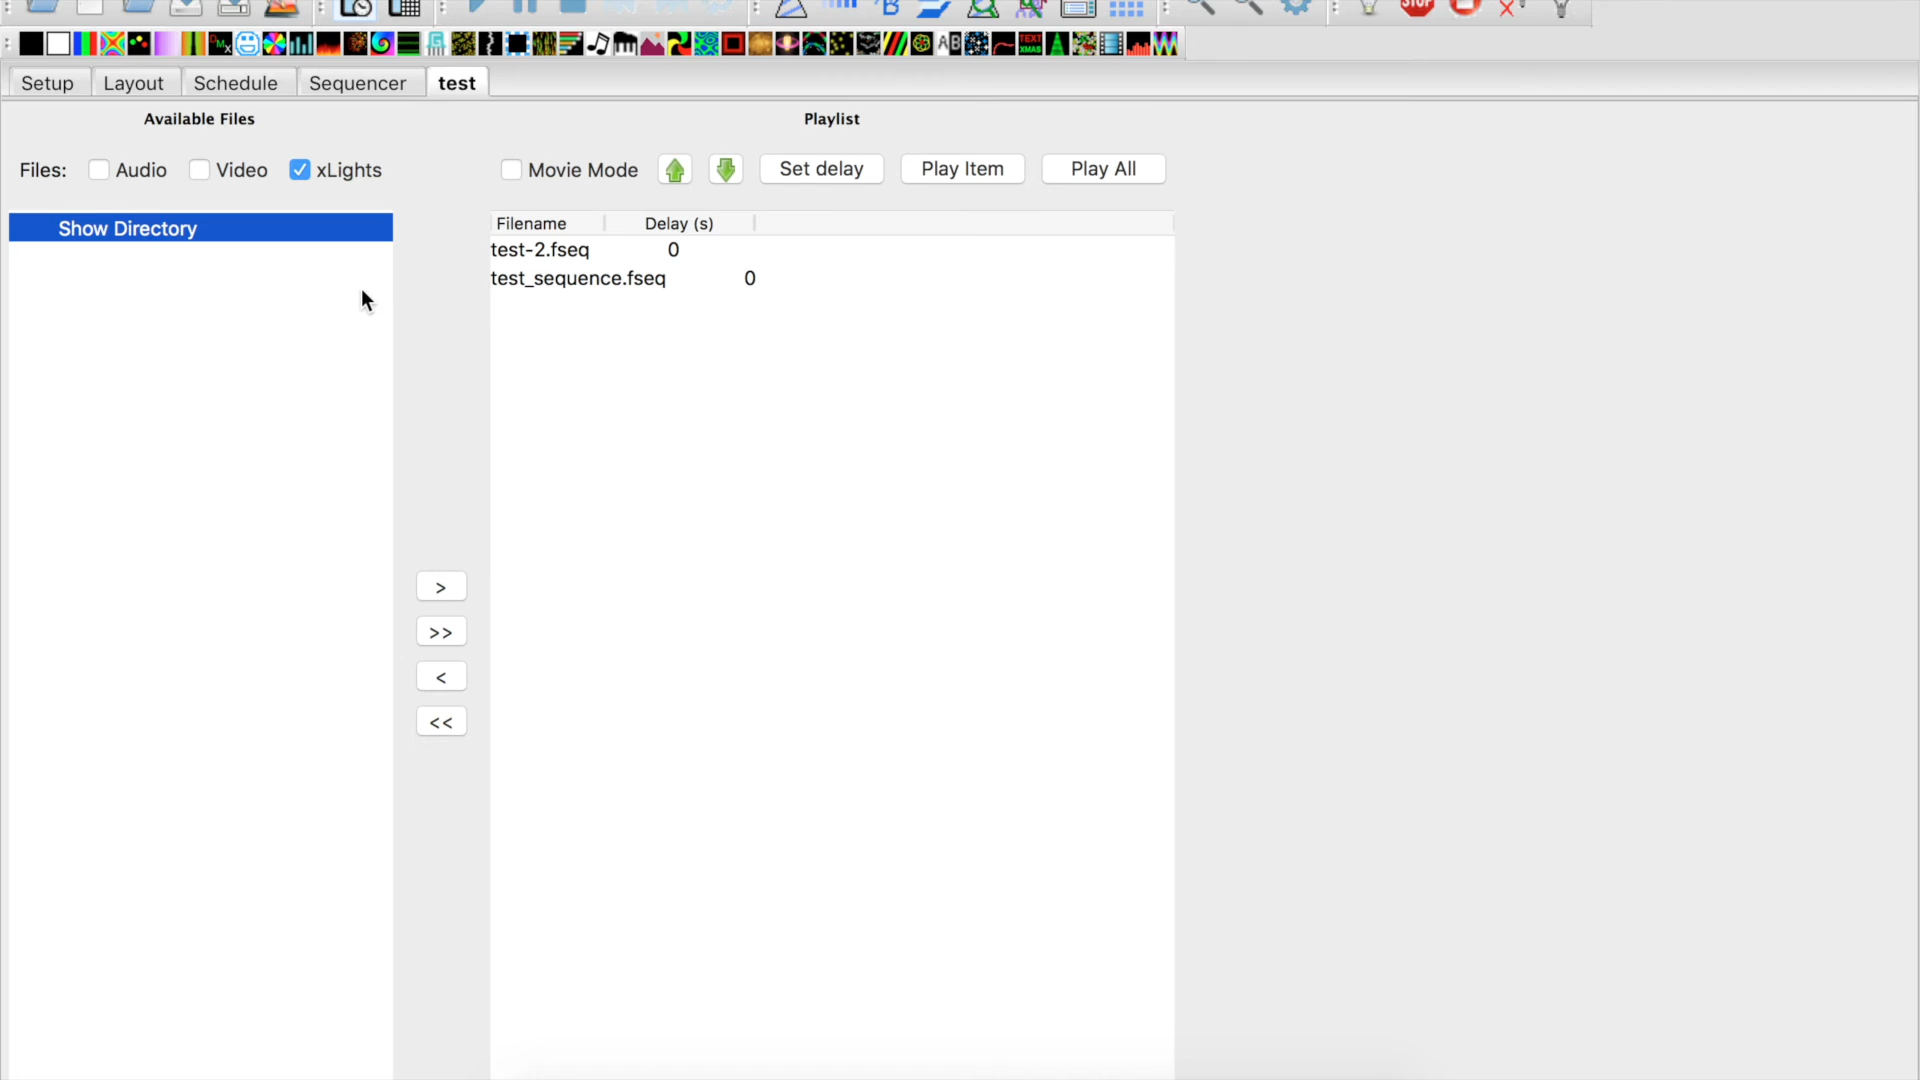 Setup Layout Schedule Sequencer test
Available Files Playlist
Files: Audio Video xLights Movie Mode Set delay Play Item Play All
Show Directory
Filename Delay (s)
test-2.fseq 0
test_sequence.fseq 0
>
>>
<
<<